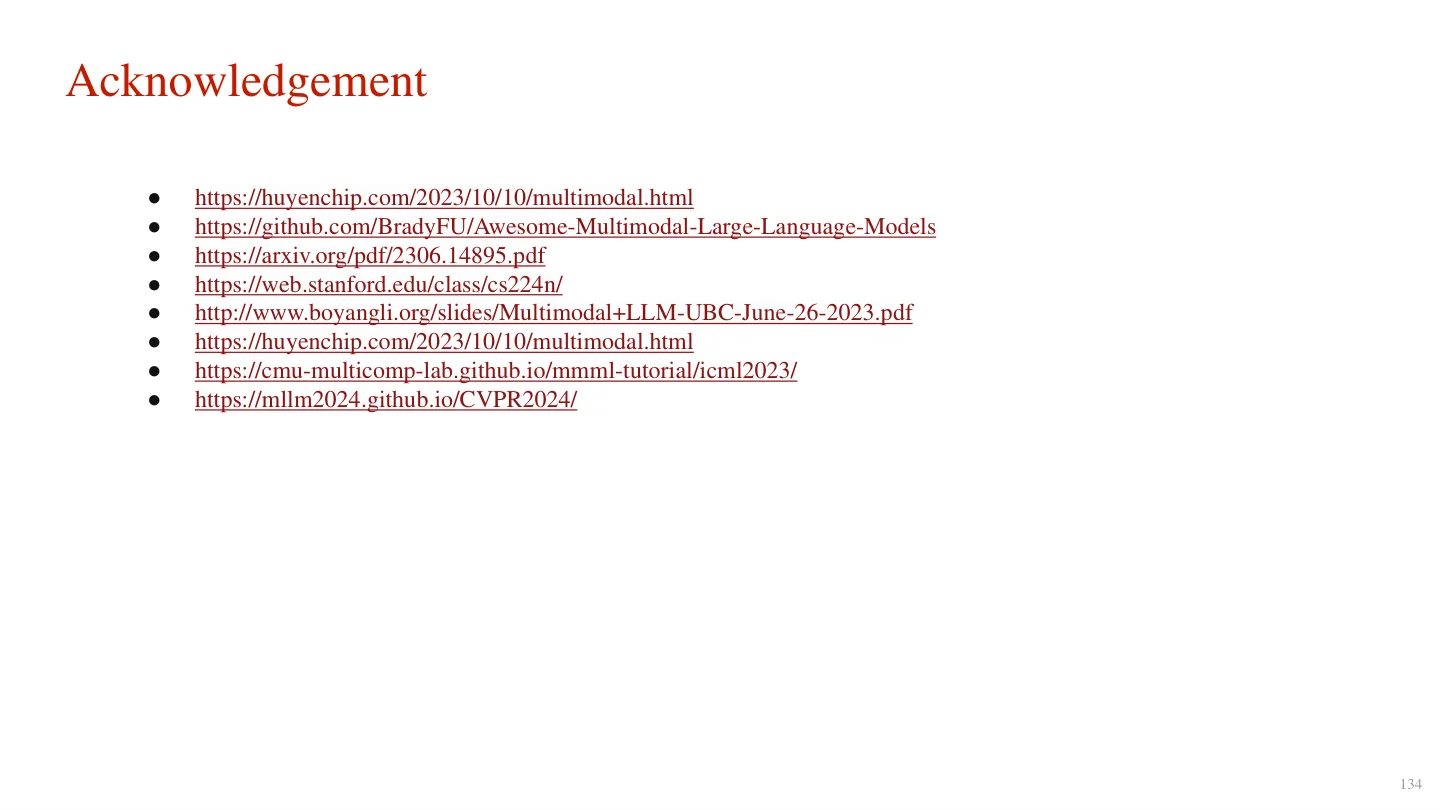 Acknowledgement
● https://huyenchip.com/2023/10/10/multimodal.html
● https://github.com/BradyFU/Awesome-Multimodal-Large-Language-Models
● https://arxiv.org/pdf/2306.14895.pdf
● https://web.stanford.edu/class/cs224n/
● http://www.boyangli.org/slides/Multimodal+LLM-UBC-June-26-2023.pdf
● https://huyenchip.com/2023/10/10/multimodal.html
● https://cmu-multicomp-lab.github.io/mmml-tutorial/icml2023/
● https://mllm2024.github.io/CVPR2024/
134